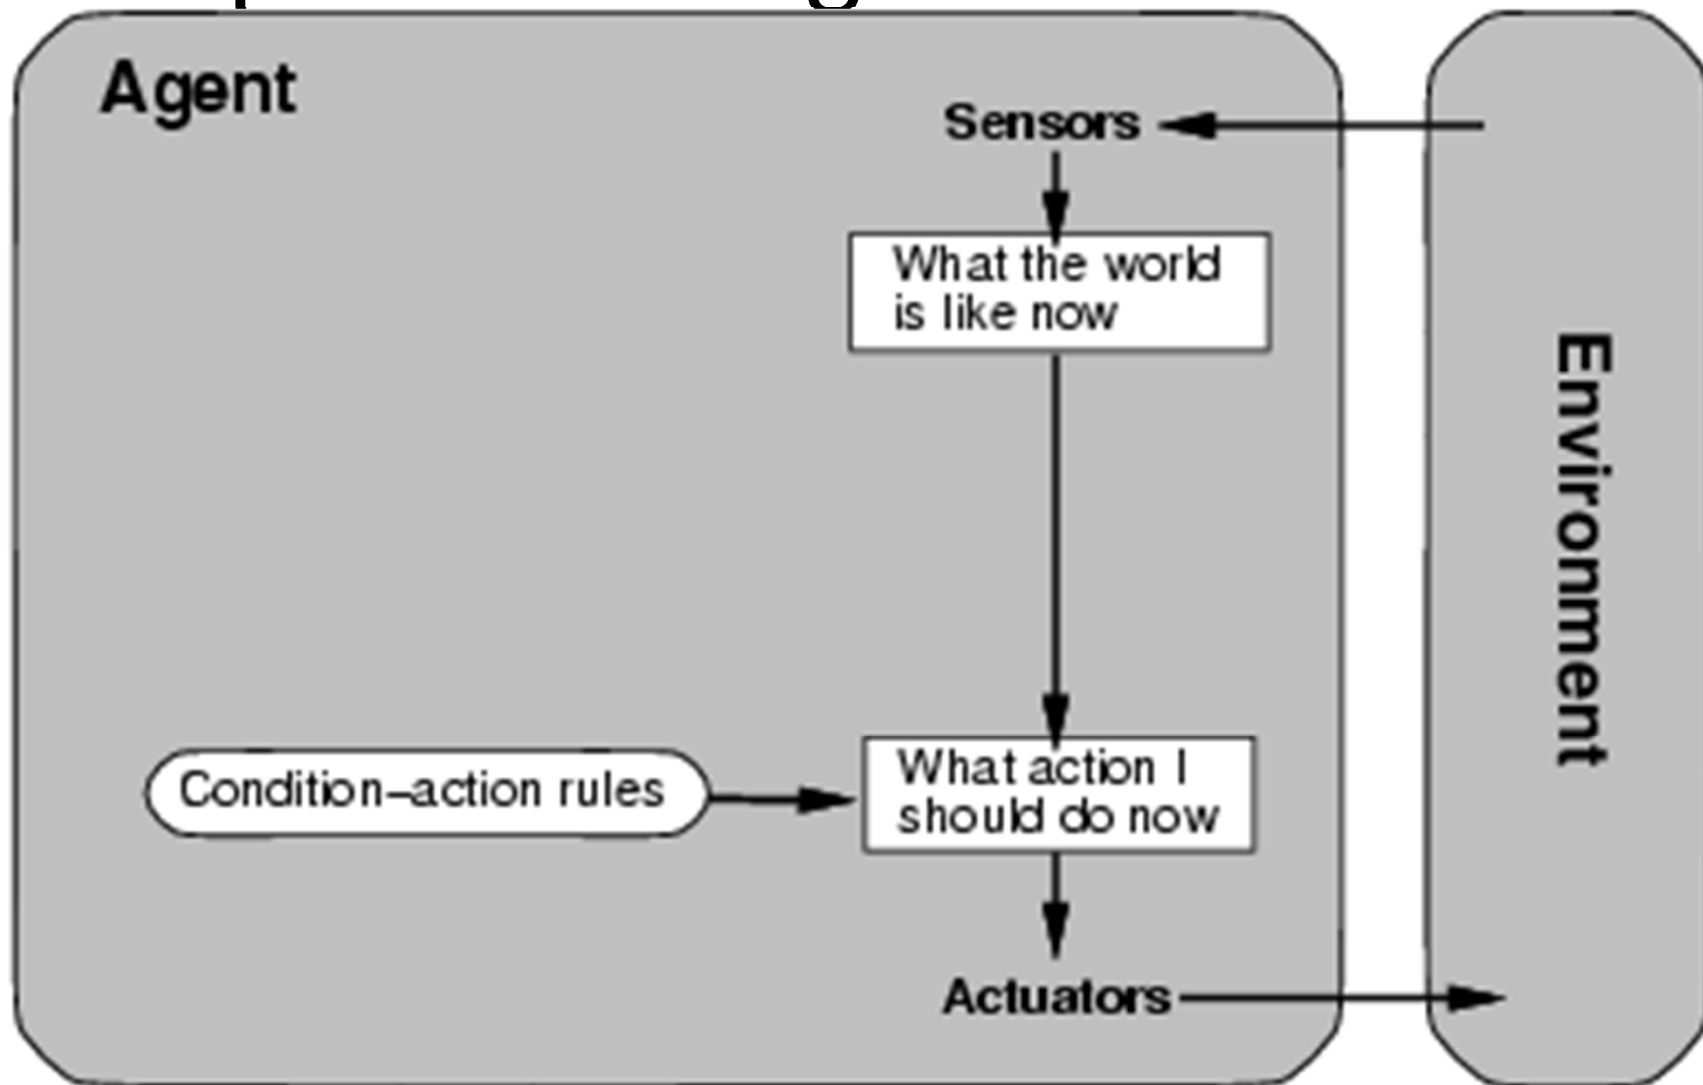 Agent
Sensors
What the world
is like now
Environment
Condition–action rules
What action I
should do now
Actuators